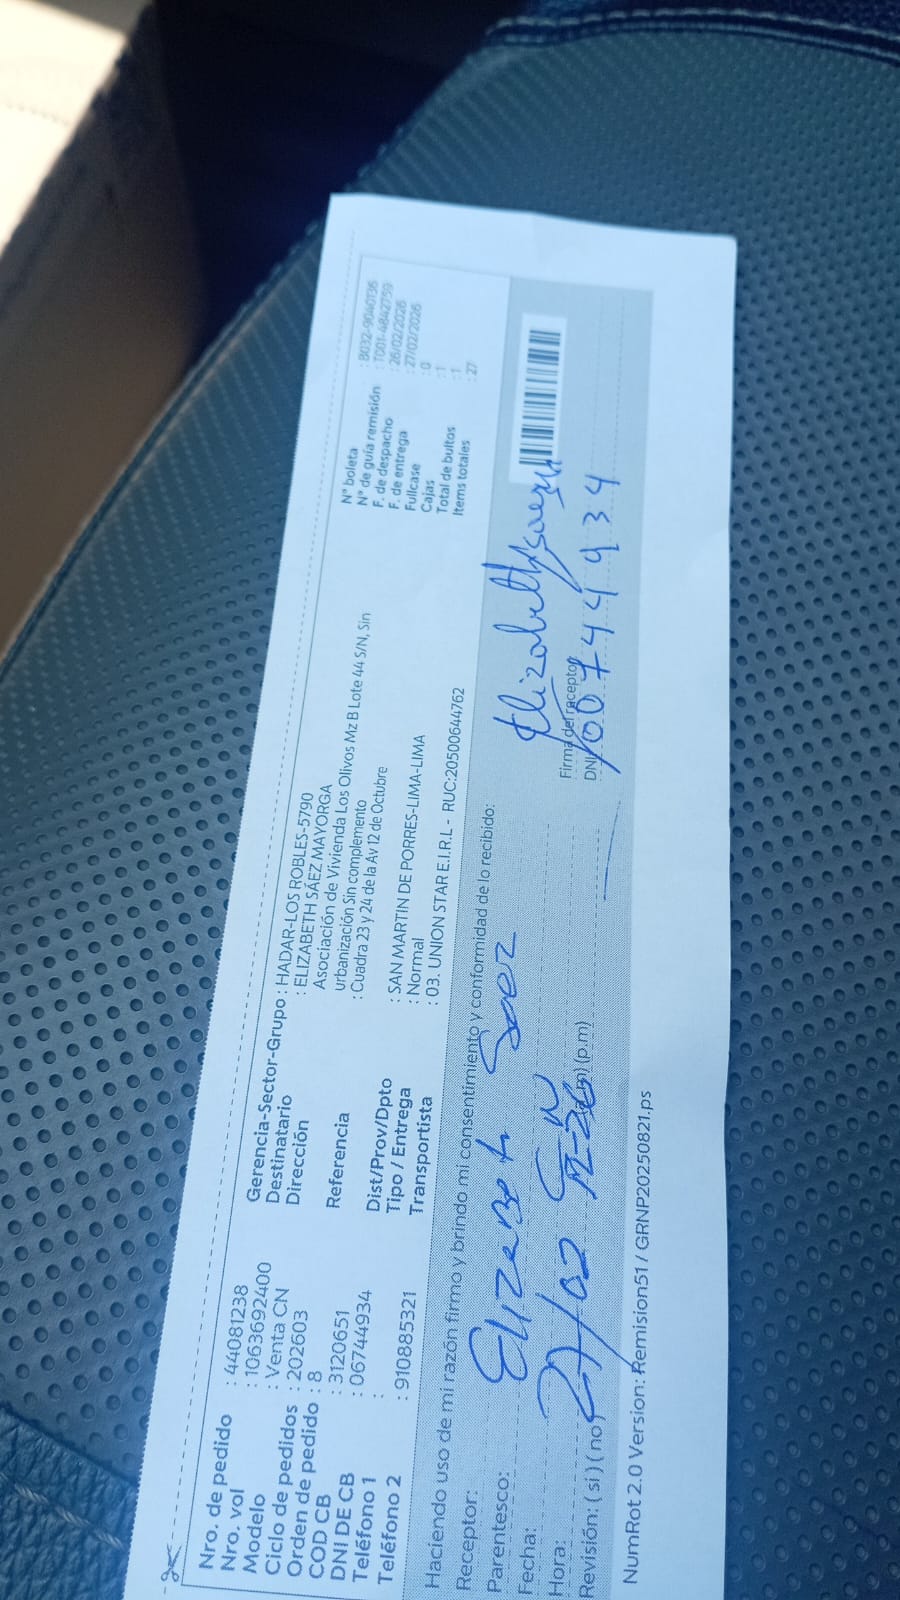 Nro. de pedido : 44081238
Nro. vol : 1063692400
Modelo : Venta CN
Ciclo de pedidos : 202603
Orden de pedido : 8
COD CB : 3120651
DNI DE CB : 06744934
Teléfono 1 :
Teléfono 2 : 910885321
Gerencia-Sector-Grupo : HADAR-LOS ROBLES-5790
Destinatario : ELIZABETH SÁEZ MAYORGA
Dirección Asociación de Vivienda Los Olivos Mz B Lote 44 S/N, Sin
urbanización Sin complemento
Referencia : Cuadra 23 y 24 de la Av 12 de Octubre
Dist/Prov/Dpto : SAN MARTIN DE PORRES-LIMA-LIMA
Tipo / Entrega : Normal
Transportista : 03. UNION STAR E.I.R.L - RUC:20500644762
N° boleta : B032-9040136
N° de guía remisión : T001-4842759
F. de despacho : 26/02/2026
F. de entrega : 27/02/2026
Fullcase : 0
Cajas : 1
Total de bultos : 1
Items totales : 27
Haciendo uso de mi razón firmo y brindo mi consentimiento y conformidad de lo recibido:
Receptor: Elizabet Saez
Parentesco:
Fecha: 27/02
Hora: (p.m)
Revisión: ( si ) ( no )
Firma del receptor
DNI 06744934
NumRot 2.0 Version: Remision51 / GRNP20250821.ps